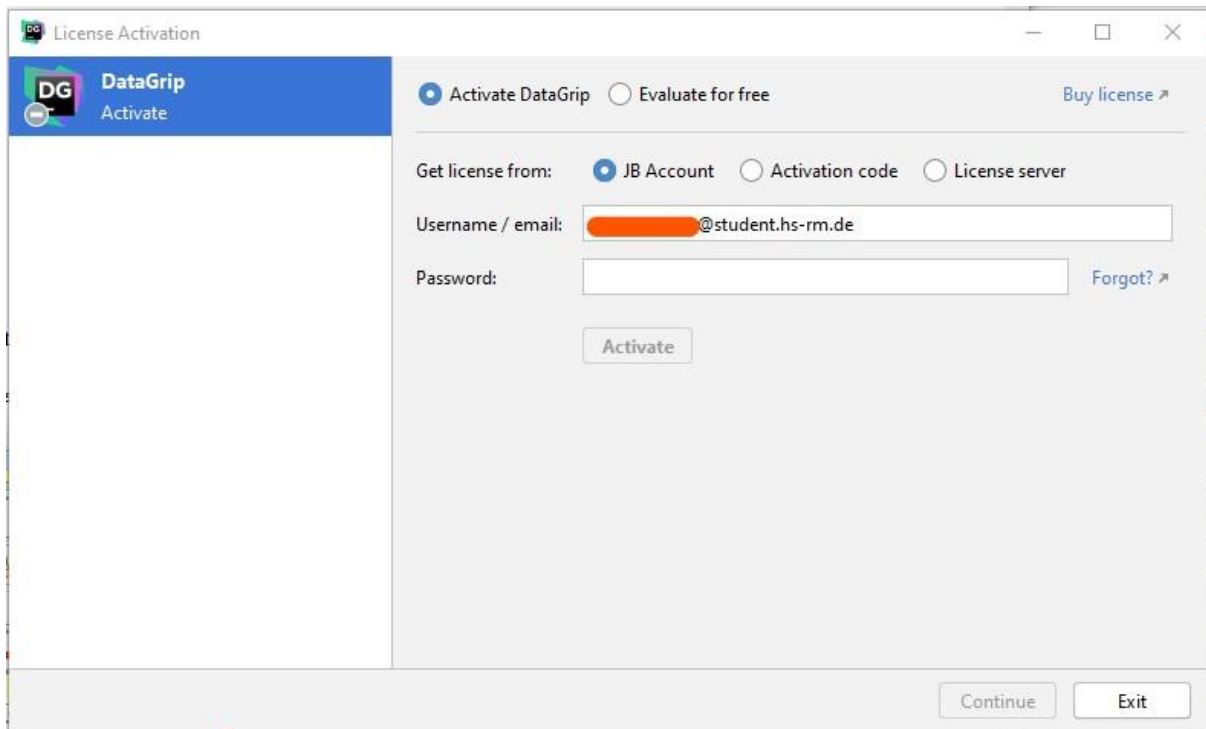 License Activation
DG
DataGrip
Activate
Activate DataGrip Evaluate for free Buy license
Get license from: JB Account Activation code License server
Username / email: @student.hs-rm.de
Password: Forgot?
Activate
Continue Exit